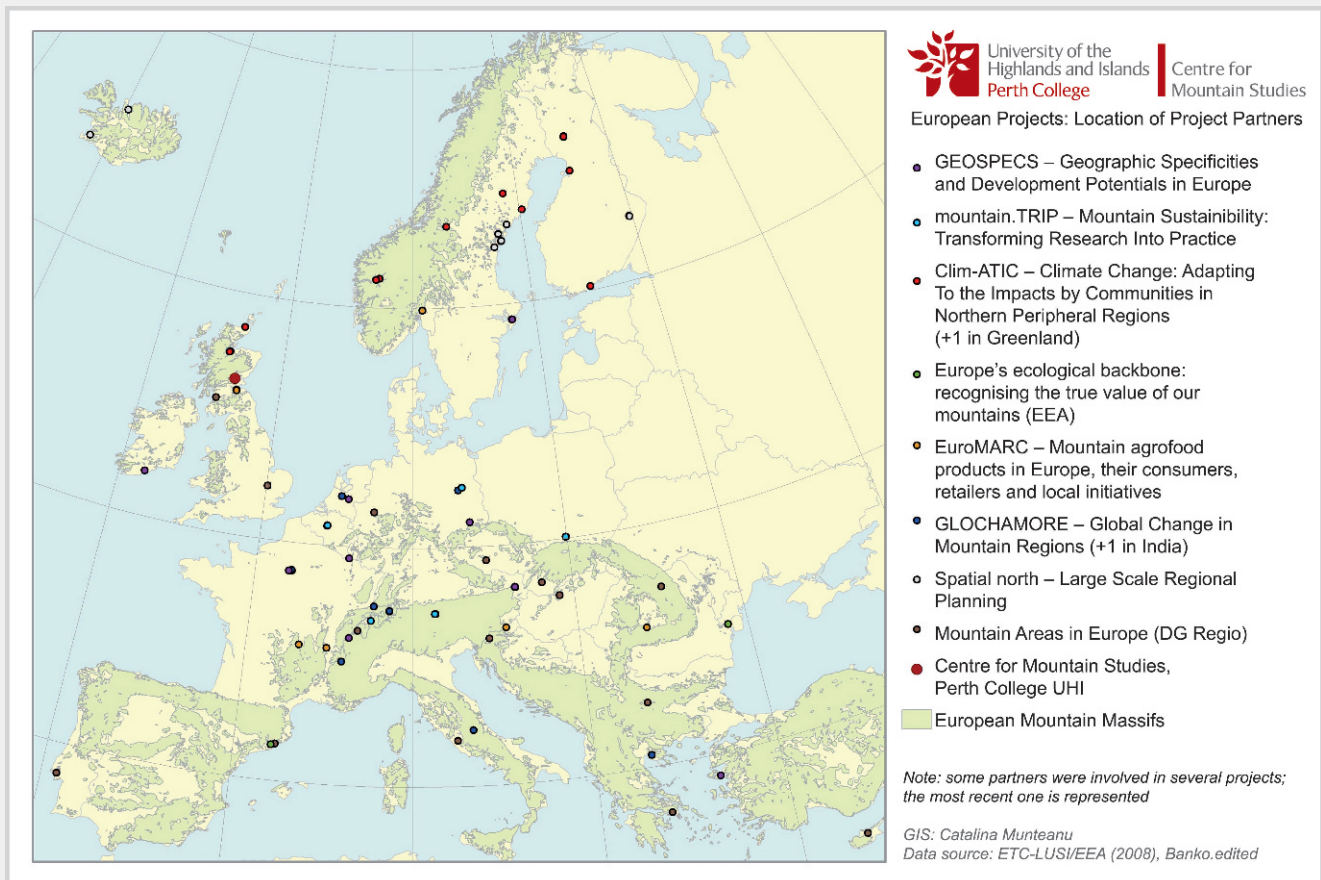 University of the
Highlands and Islands
Perth College
Centre for
Mountain Studies
European Projects: Location of Project Partners
GEOSPECS – Geographic Specificities
and Development Potentials in Europe
mountain.TRIP – Mountain Sustainibility:
Transforming Research Into Practice
Clim-ATIC – Climate Change: Adapting
To the Impacts by Communities in
Northern Peripheral Regions
(+1 in Greenland)
Europe's ecological backbone:
recognising the true value of our
mountains (EEA)
EuroMARC – Mountain agrofood
products in Europe, their consumers,
retailers and local initiatives
GLOCHAMORE – Global Change in
Mountain Regions (+1 in India)
Spatial north – Large Scale Regional
Planning
Mountain Areas in Europe (DG Regio)
Centre for Mountain Studies,
Perth College UHI
European Mountain Massifs
Note: some partners were involved in several projects;
the most recent one is represented
GIS: Catalina Munteanu
Data source: ETC-LUSI/EEA (2008), Banko.edited